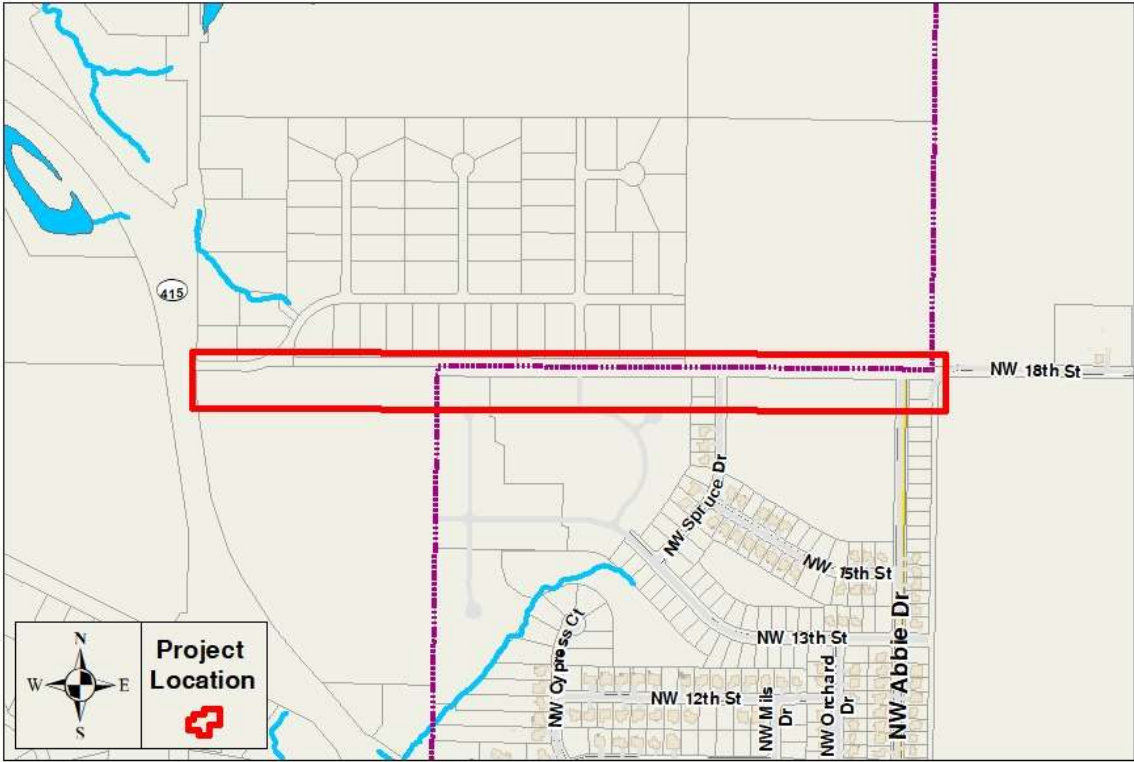 415
NW 18th St
NW Spruce Dr
NW 15th St
NW Abbie Dr
NW 13th St
NW Cypress Ct
NW 12th St
NW Mils
Dr
NW Orchard
Dr
N
W
E
S
Project
Location